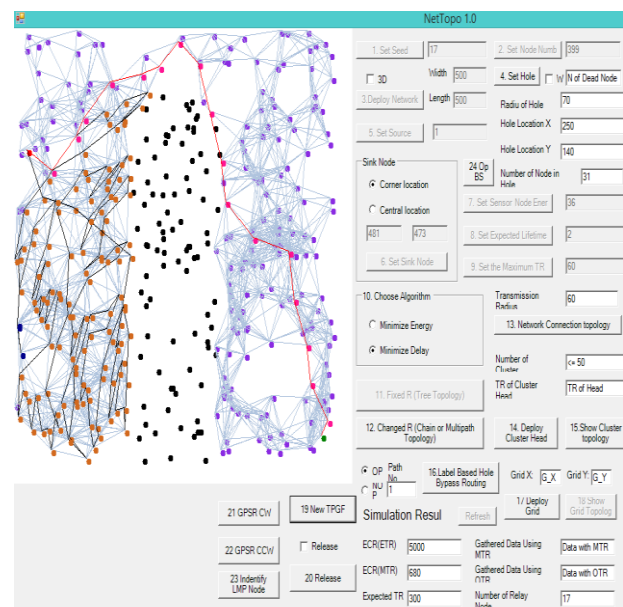 NetTopo 1.0
1. Set Seed 17 2. Set Node Numb 399
3D Width 500 4. Set Hole W N of Dead Node
3.Deploy Network Length 500 Radiu of Hole 70
5. Set Source 1 Hole Location X 250
Hole Location Y 140
Sink Node 24 Op BS Number of Node in Hole 31
Corner location
Central location 7. Set Sensor Node Ener 36
481 473 8. Set Expected Lifetime 2
6. Set Sink Node 9. Set the Maximum TR 60
10. Choose Algorithm Transmission Radius 60
Minimize Energy 13. Network Connection topology
Minimize Delay Number of Cluster <= 50
11. Fixed R (Tree Topology) TR of Cluster Head TR of Head
12. Changed R (Chain or Multipath Topology) 14. Deploy Cluster Head 15.Show Cluster topology
OP Path No 16.Label Based Hole Bypass Routing Grid X: G_X Grid Y: G_Y
NO P 1 17/ Deploy Grid 18.Show Grid Topolog
21 GPSR CW 19 New TPGF Simulation Resul Refresh
22 GPSR CCW Release ECR(ETR) 5000 Gathered Data Using MTR Data with MTR
23 Indentify LMP Node 20 Release ECR(MTR) 680 Gathered Data Using OTR Data with OTR
Expected TR 300 Number of Relay Node 17